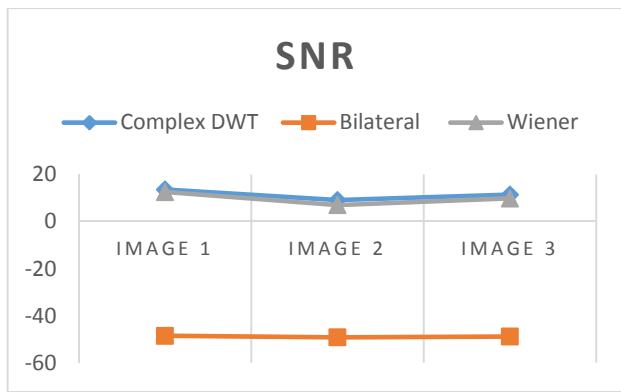 SNR
Complex DWT Bilateral Wiener
20
0
IMAGE 1 IMAGE 2 IMAGE 3
-20
-40
-60